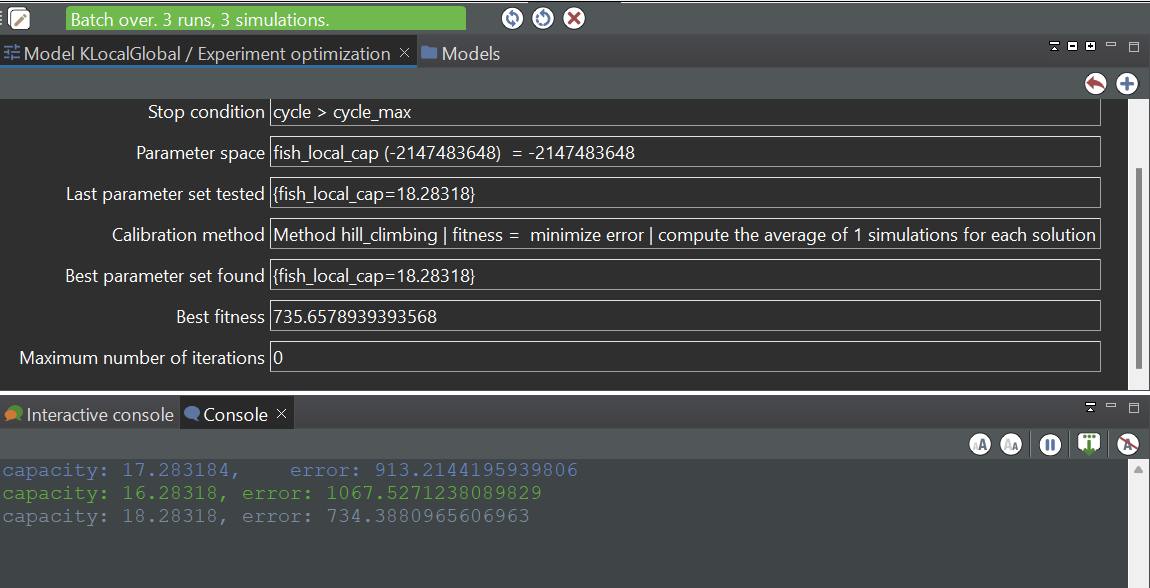 Batch over. 3 runs, 3 simulations.
Model KLocalGlobal / Experiment optimization Models
Stop condition cycle > cycle_max
Parameter space fish_local_cap (-2147483648) = -2147483648
Last parameter set tested {fish_local_cap=18.28318}
Calibration method Method hill_climbing | fitness = minimize error | compute the average of 1 simulations for each solution
Best parameter set found {fish_local_cap=18.28318}
Best fitness 735.6578939393568
Maximum number of iterations 0
Interactive console Console
capacity: 17.283184, error: 913.2144195939806
capacity: 16.28318, error: 1067.5271238089829
capacity: 18.28318, error: 734.3880965606963